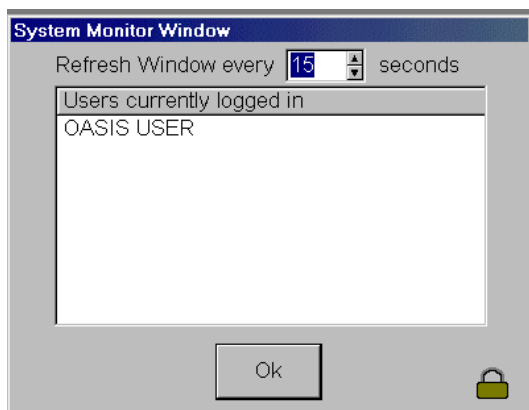 System Monitor Window
Refresh Window every 15 seconds
Users currently logged in
OASIS USER
Ok